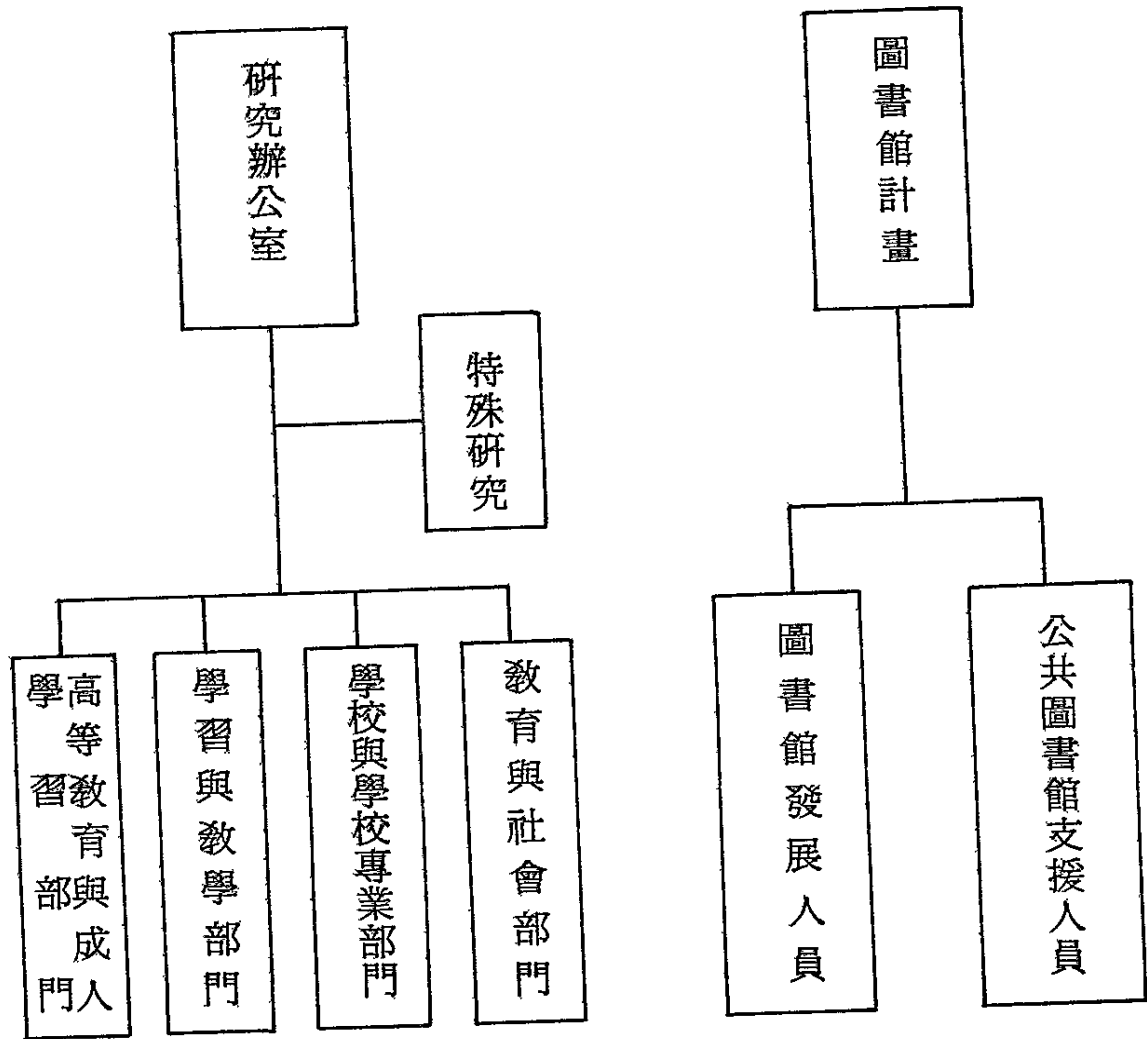 圖書館計畫
公共圖書館支援人員
圖書館發展人員
研究辦公室
特殊研究
教育與社會部門
學校與學校專業部門
學習與教學部門
高等教育與成人
學習部門